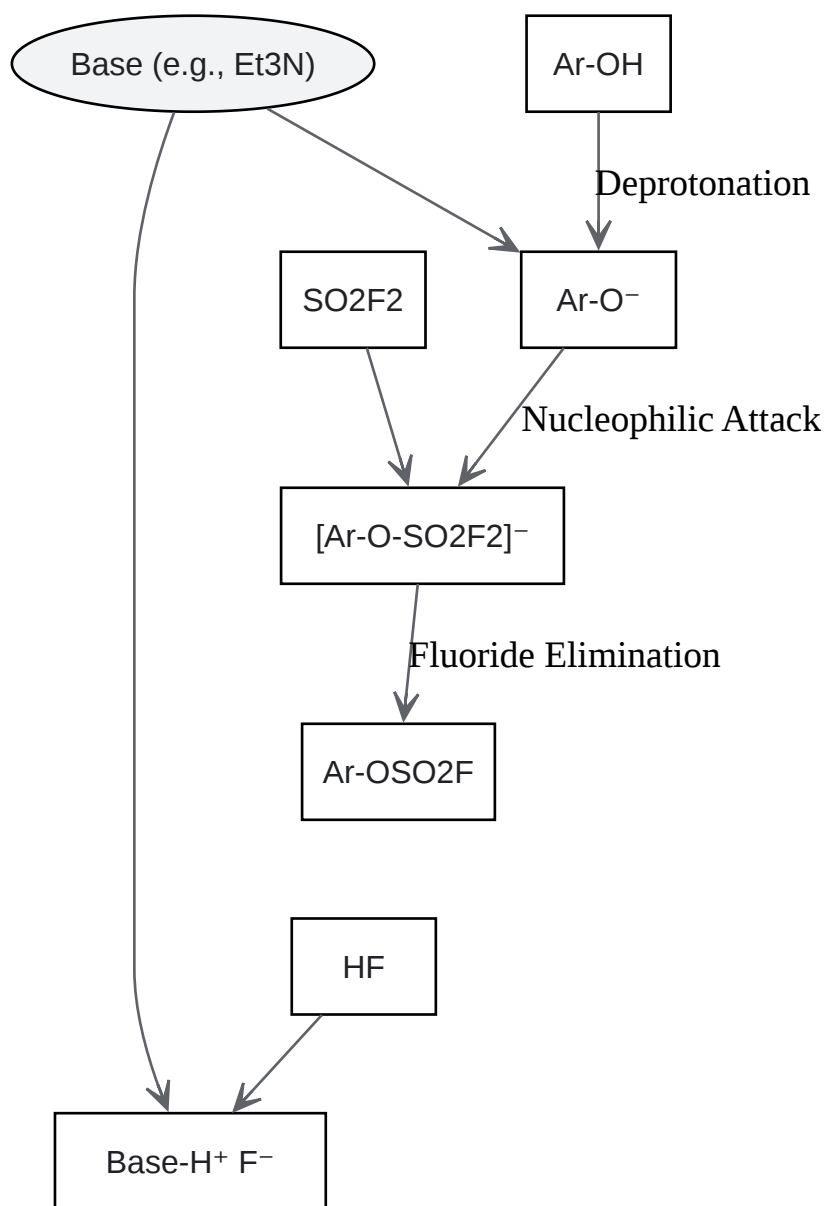 Base (e.g., Et3N)
Ar-OH
Deprotonation
SO2F2
Ar-O⁻
Nucleophilic Attack
[Ar-O-SO2F2]⁻
Fluoride Elimination
Ar-OSO2F
HF
Base-H⁺ F⁻